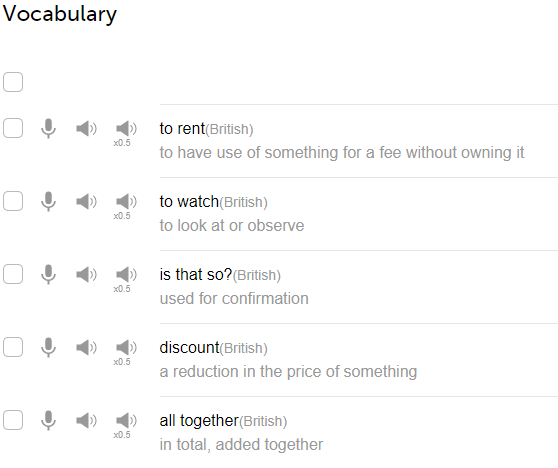 Vocabulary
to rent(British)
x0.5
to have use of something for a fee without owning it
to watch(British)
x0.5
to look at or observe
is that so?(British)
x0.5
used for confirmation
discount(British)
x0.5
a reduction in the price of something
all together(British)
x0.5
in total, added together